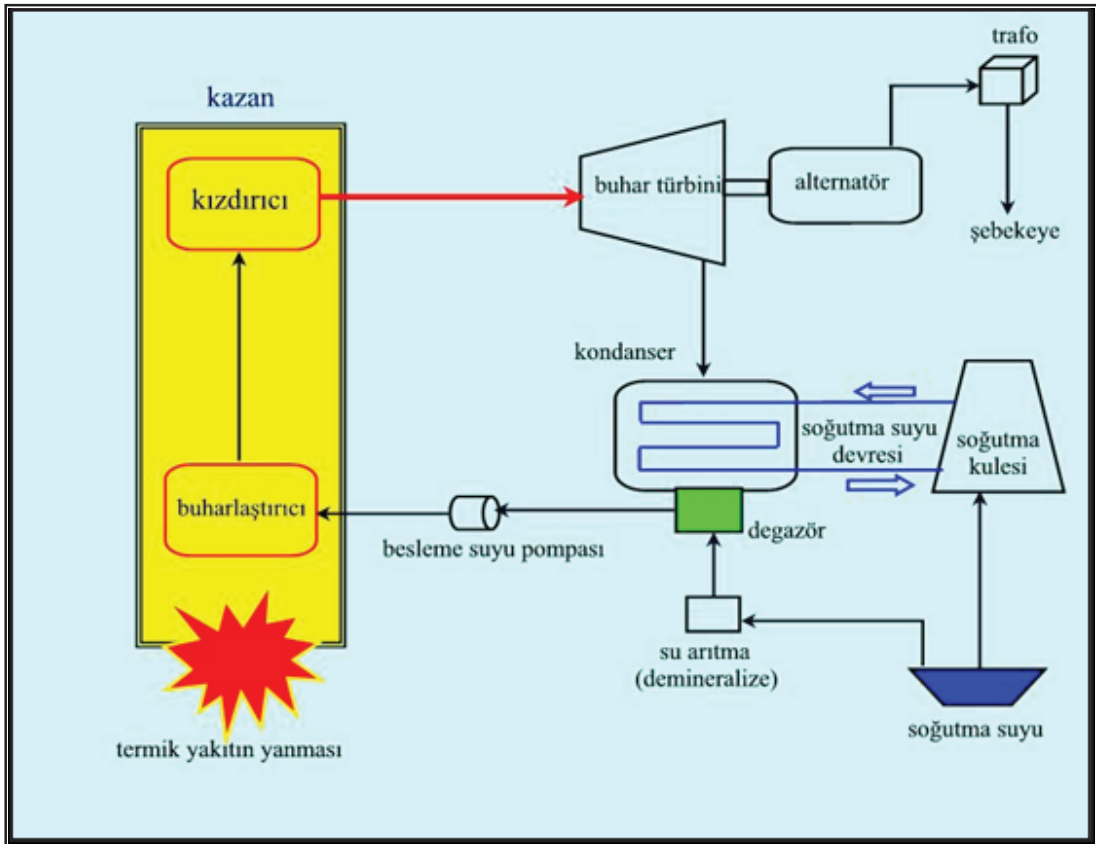 trafo
kazan
kızdırıcı
buhar türbini
alternatör
şebekeye
kondanser
soğutma suyu
devresi
soğutma
kulesi
buharlaştırıcı
besleme suyu pompası
degazör
su arıtma
(demineralize)
soğutma suyu
termik yakıtın yanması